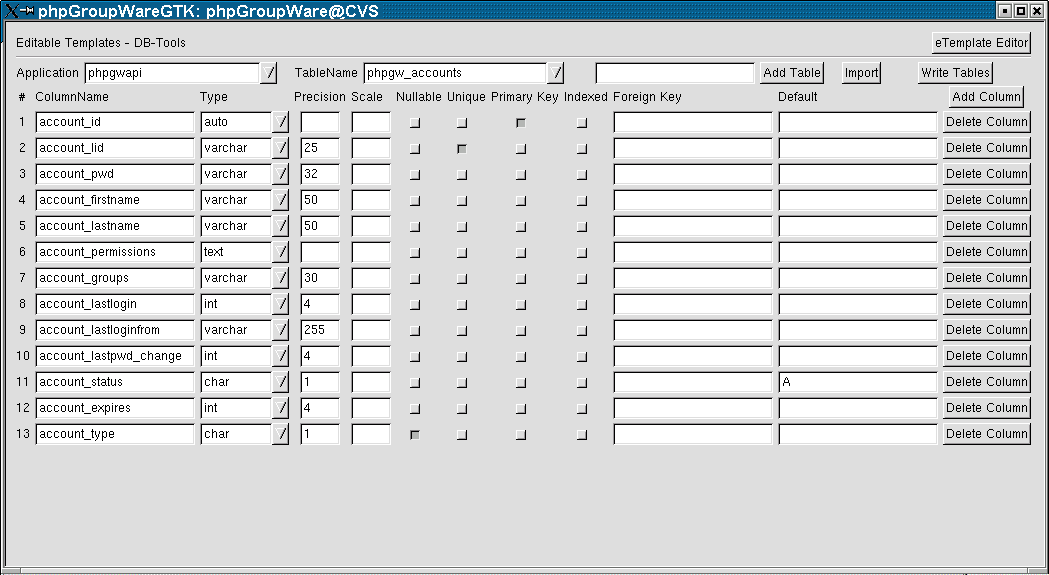 phpGroupWareGTK: phpGroupWare@CVS
Editable Templates - DB-Tools eTemplate Editor
Application phpgwapi TableName phpgw_accounts Add Table Import Write Tables
# ColumnName Type Precision Scale Nullable Unique Primary Key Indexed Foreign Key Default Add Column
1 account_id auto Delete Column
2 account_lid varchar 25 Delete Column
3 account_pwd varchar 32 Delete Column
4 account_firstname varchar 50 Delete Column
5 account_lastname varchar 50 Delete Column
6 account_permissions text Delete Column
7 account_groups varchar 30 Delete Column
8 account_lastlogin int 4 Delete Column
9 account_lastloginfrom varchar 255 Delete Column
10 account_lastpwd_change int 4 Delete Column
11 account_status char 1 A Delete Column
12 account_expires int 4 Delete Column
13 account_type char 1 Delete Column